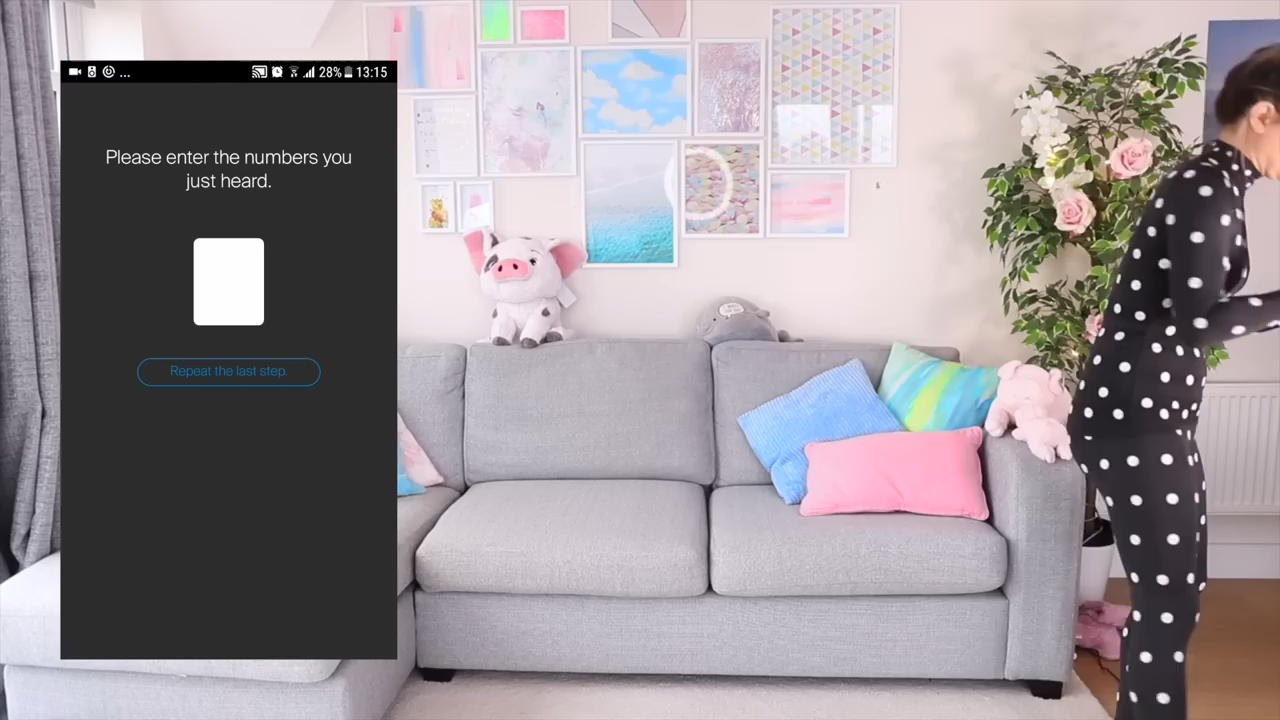 ... 28% 13:15
Please enter the numbers you
just heard.
Repeat the last step.